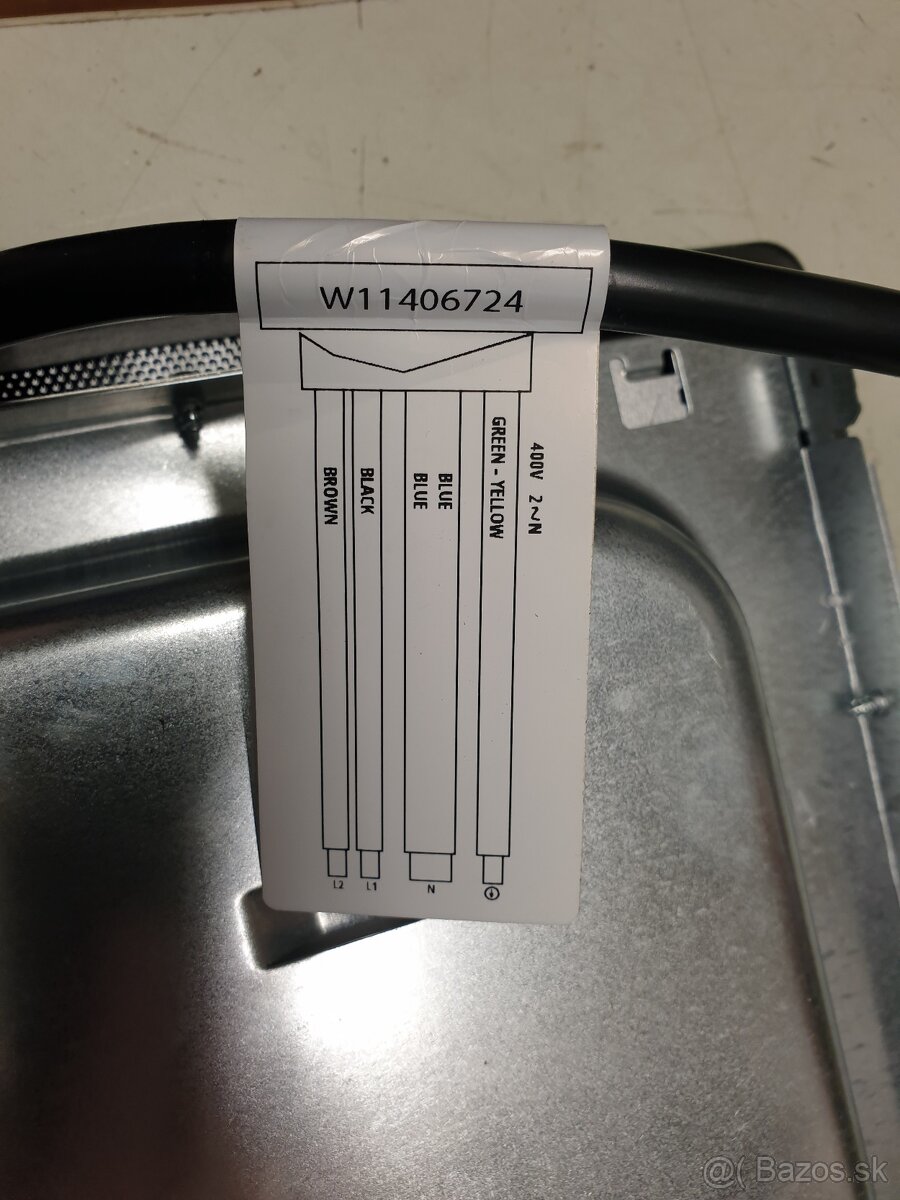 W11406724
400V 2~N
GREEN - YELLOW
BLUE
BLUE
BLACK
BROWN
L2 L1 N
@( Bazos.sk